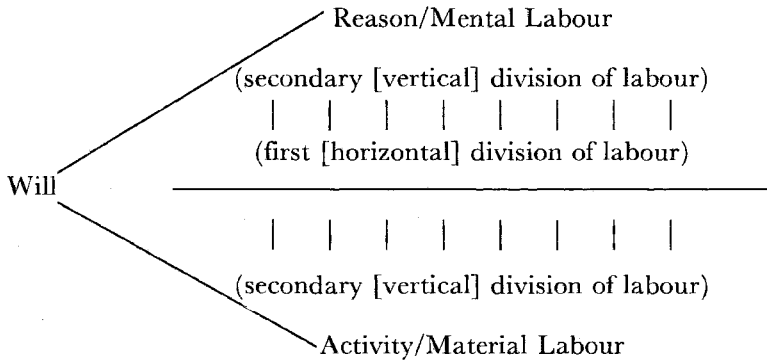 Reason/Mental Labour
(secondary [vertical] division of labour)
(first [horizontal] division of labour)
Will
(secondary [vertical] division of labour)
Activity/Material Labour